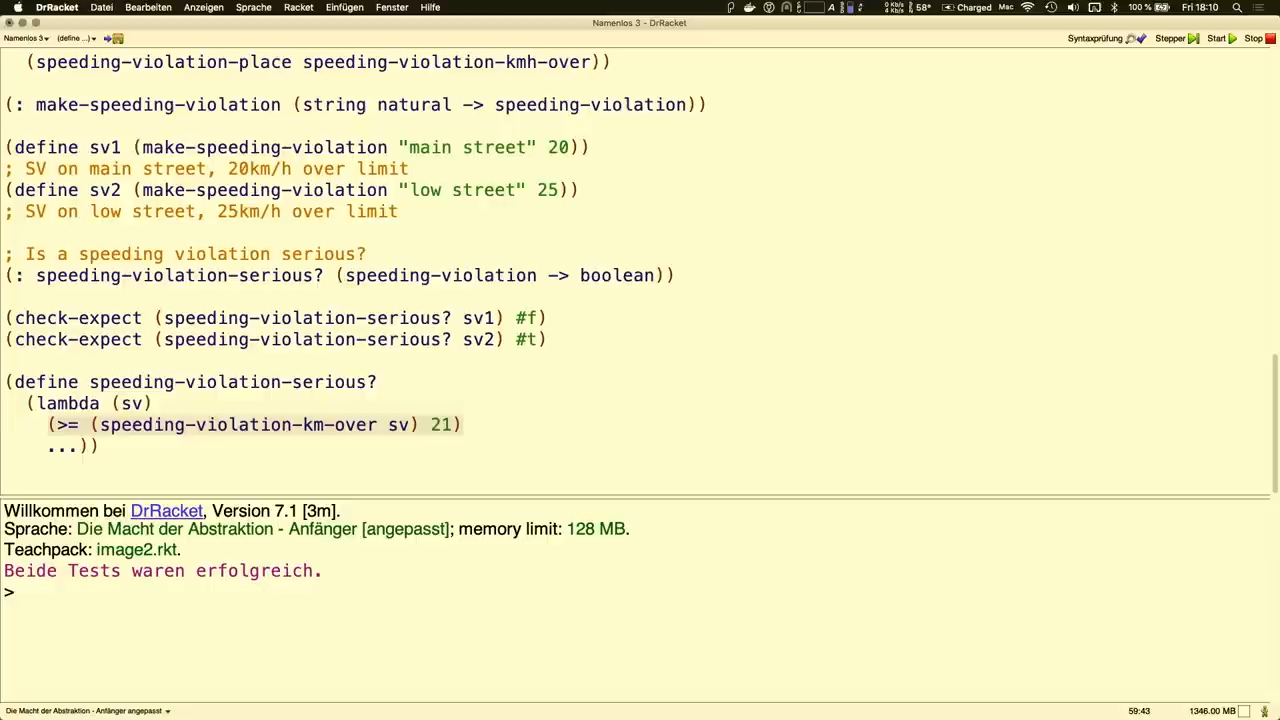 DrRacket Datei Bearbeiten Anzeigen Sprache Racket Einfügen Fenster Hilfe
58° Charged Mac 100 % Fri 18:10
Namenlos 3 - DrRacket
Namenlos 3 (define ...) Syntaxprüfung Stepper Start Stop
(speeding-violation-place speeding-violation-kmh-over))
(: make-speeding-violation (string natural -> speeding-violation))
(define sv1 (make-speeding-violation "main street" 20))
; SV on main street, 20km/h over limit
(define sv2 (make-speeding-violation "low street" 25))
; SV on low street, 25km/h over limit
; Is a speeding violation serious?
(: speeding-violation-serious? (speeding-violation -> boolean))
(check-expect (speeding-violation-serious? sv1) #f)
(check-expect (speeding-violation-serious? sv2) #t)
(define speeding-violation-serious?
(lambda (sv)
(>= (speeding-violation-km-over sv) 21)
...))
Willkommen bei DrRacket, Version 7.1 [3m].
Sprache: Die Macht der Abstraktion - Anfänger [angepasst]; memory limit: 128 MB.
Teachpack: image2.rkt.
Beide Tests waren erfolgreich.
>
Die Macht der Abstraktion - Anfänger angepasst 59:43 1346.00 MB